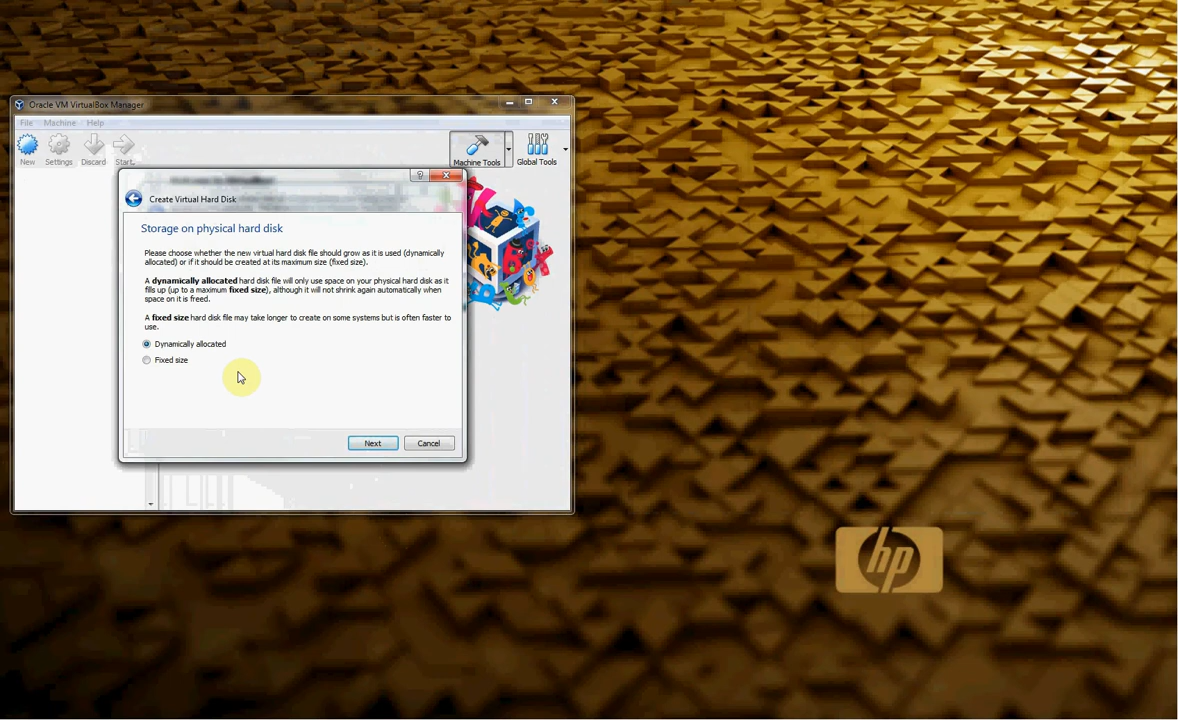 Oracle VM VirtualBox Manager
File Machine Help
New Settings Discard Start Machine Tools Global Tools
Create Virtual Hard Disk
Storage on physical hard disk
Please choose whether the new virtual hard disk file should grow as it is used (dynamically
allocated) or if it should be created at its maximum size (fixed size).
A dynamically allocated hard disk file will only use space on your physical hard disk as it
fills up (up to a maximum fixed size), although it will not shrink again automatically when
space on it is freed.
A fixed size hard disk file may take longer to create on some systems but is often faster to
use.
Dynamically allocated
Fixed size
Next Cancel
hp